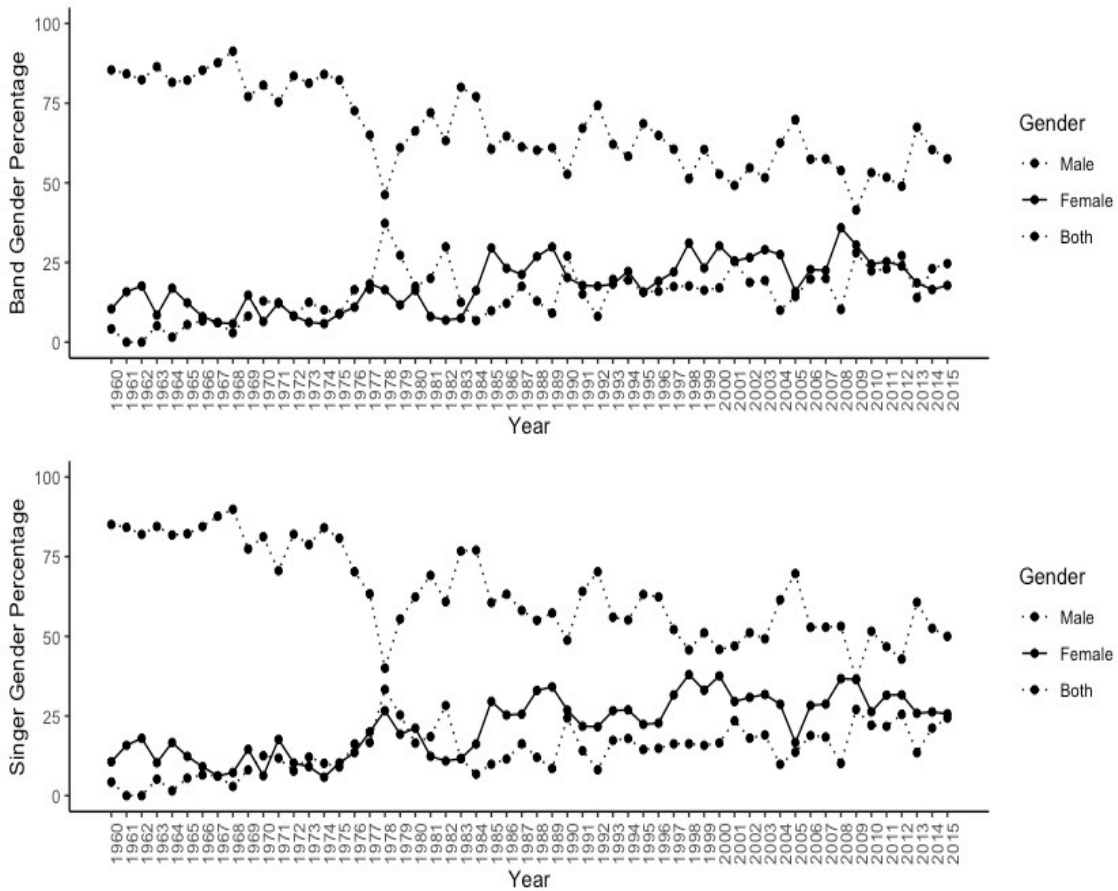 Band Gender Percentage
100
75
50
25
0
1960 1961 1962 1963 1964 1965 1966 1967 1968 1969 1970 1971 1972 1973 1974 1975 1976 1977 1978 1979 1980 1981 1982 1983 1984 1985 1986 1987 1988 1989 1990 1991 1992 1993 1994 1995 1996 1997 1998 1999 2000 2001 2002 2003 2004 2005 2006 2007 2008 2009 2010 2011 2012 2013 2014 2015
Year
Gender
Male
Female
Both
Singer Gender Percentage
100
75
50
25
0
1960 1961 1962 1963 1964 1965 1966 1967 1968 1969 1970 1971 1972 1973 1974 1975 1976 1977 1978 1979 1980 1981 1982 1983 1984 1985 1986 1987 1988 1989 1990 1991 1992 1993 1994 1995 1996 1997 1998 1999 2000 2001 2002 2003 2004 2005 2006 2007 2008 2009 2010 2011 2012 2013 2014 2015
Year
Gender
Male
Female
Both